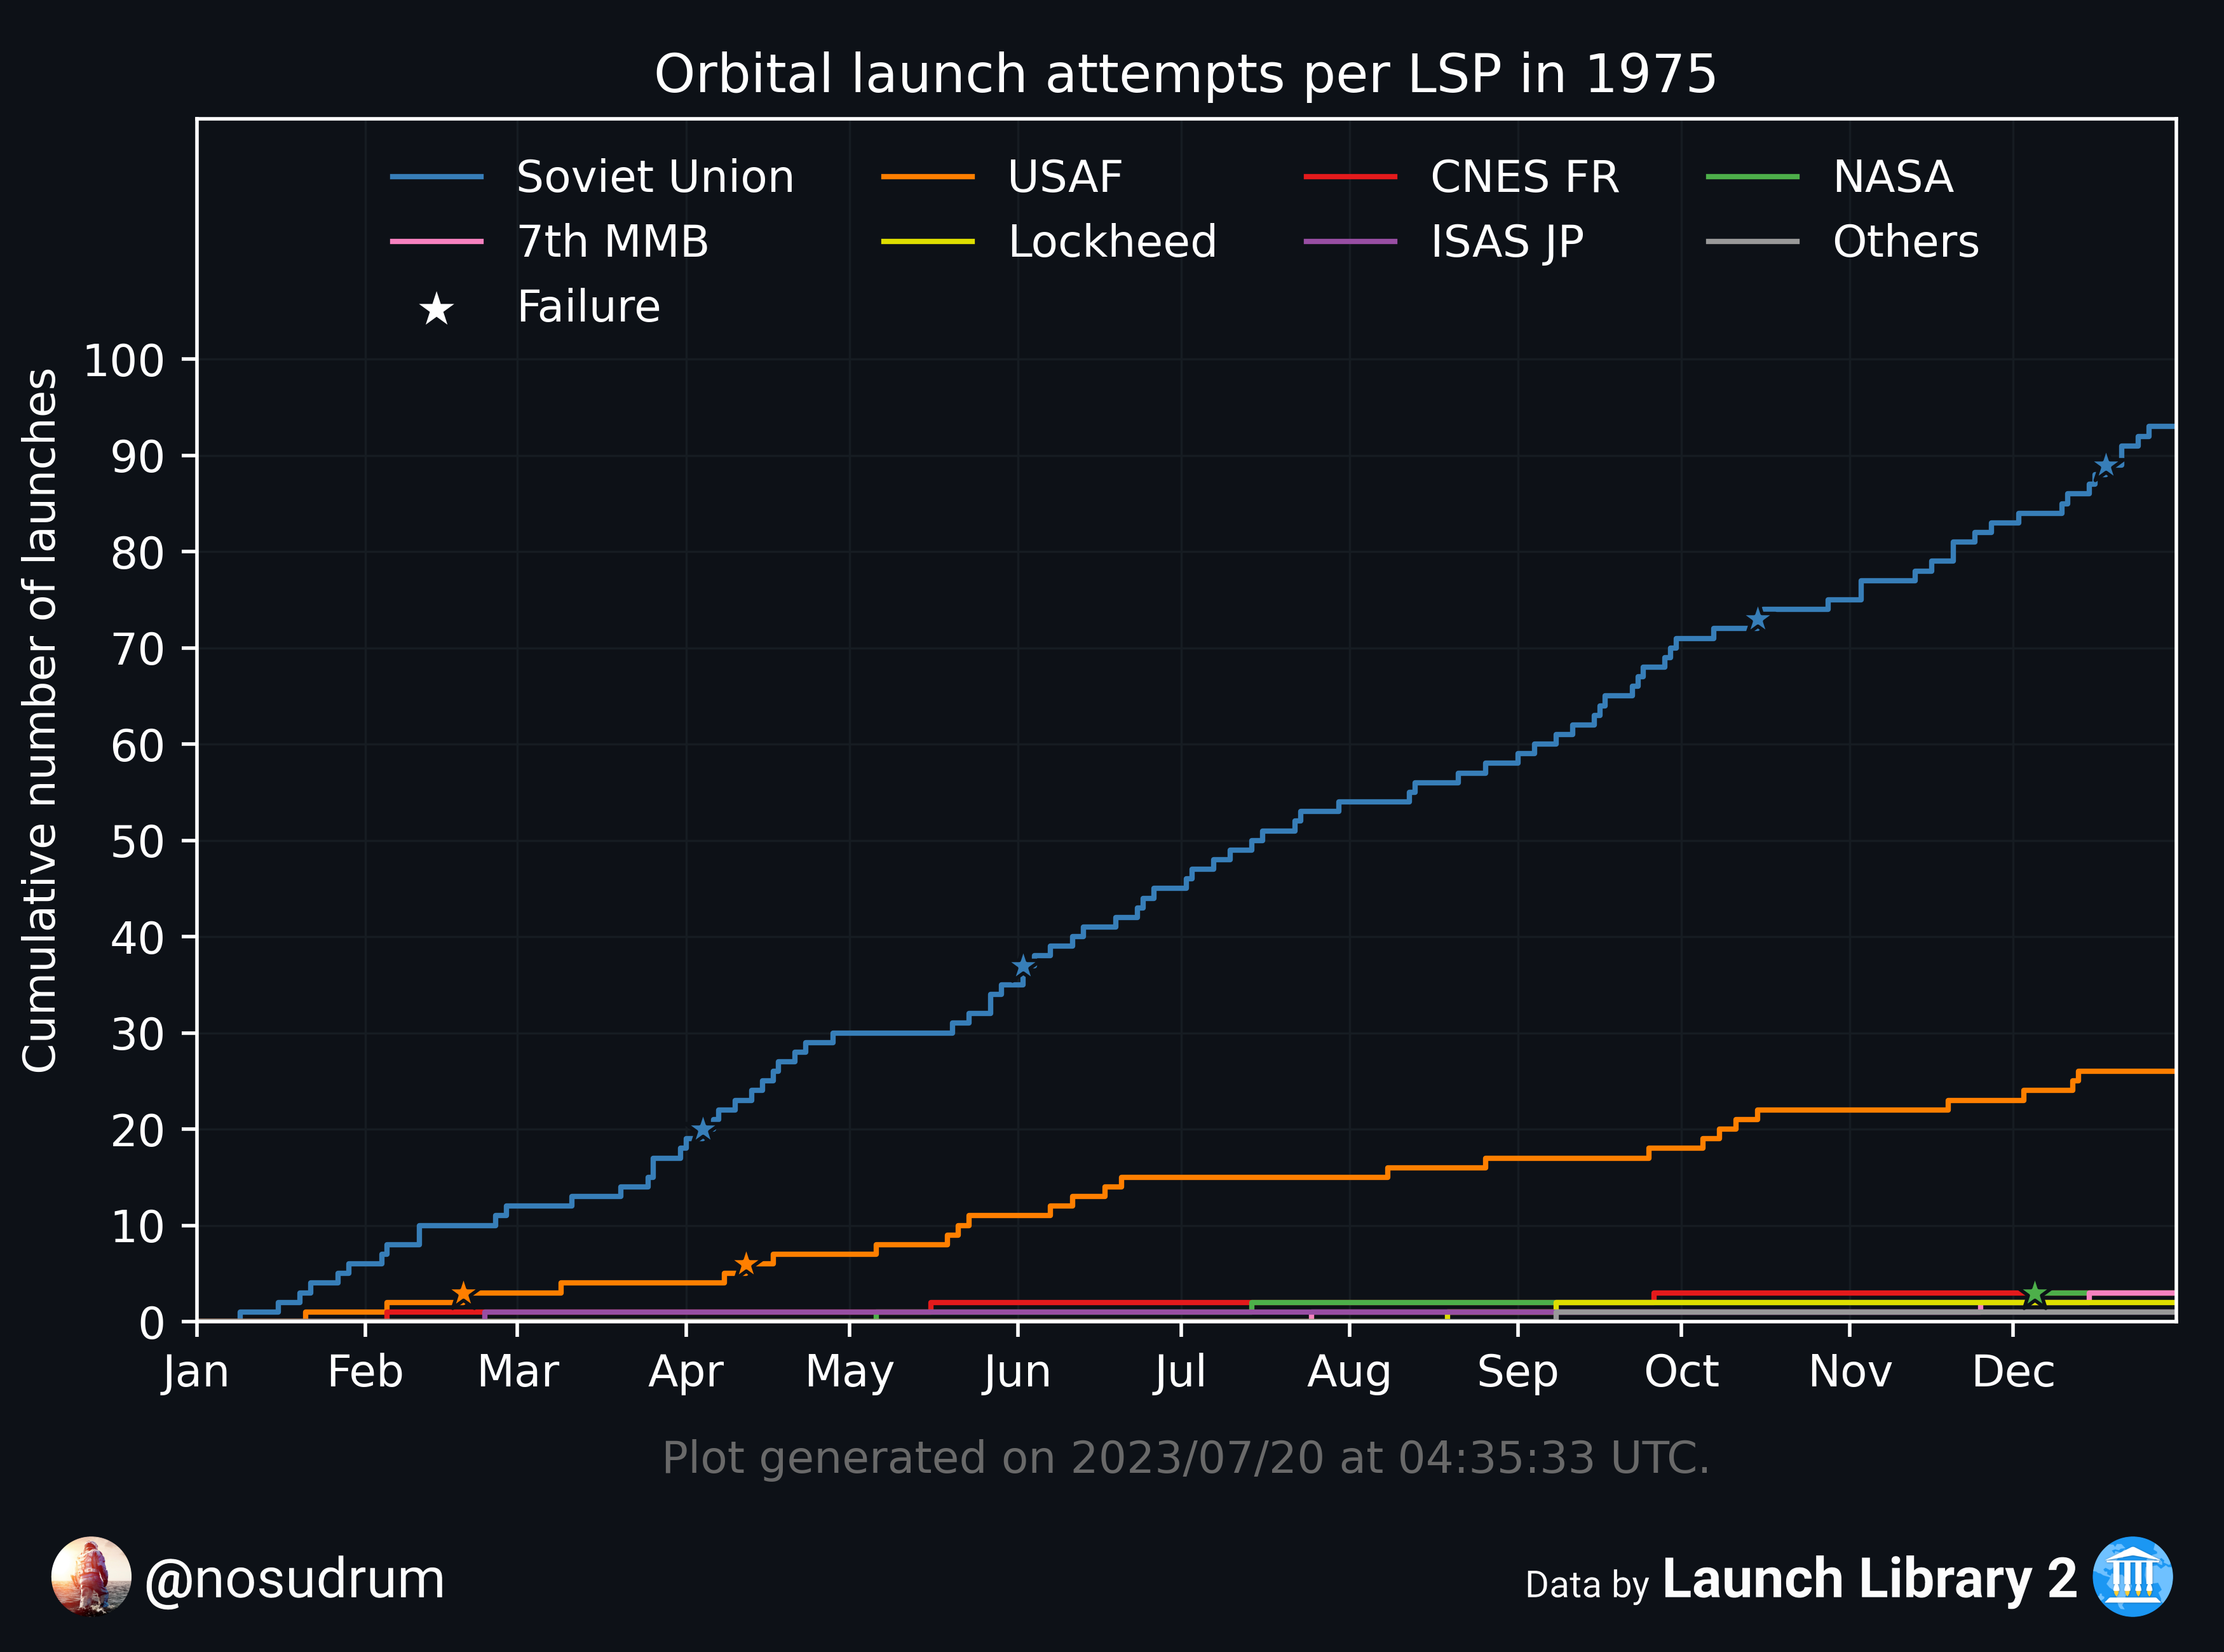 Orbital launch attempts per LSP in 1975
Soviet Union USAF CNES FR NASA
7th MMB Lockheed ISAS JP Others
Failure
Cumulative number of launches
100
90
80
70
60
50
40
30
20
10
0
Jan Feb Mar Apr May Jun Jul Aug Sep Oct Nov Dec
Plot generated on 2023/07/20 at 04:35:33 UTC.
@nosudrum
Data by Launch Library 2